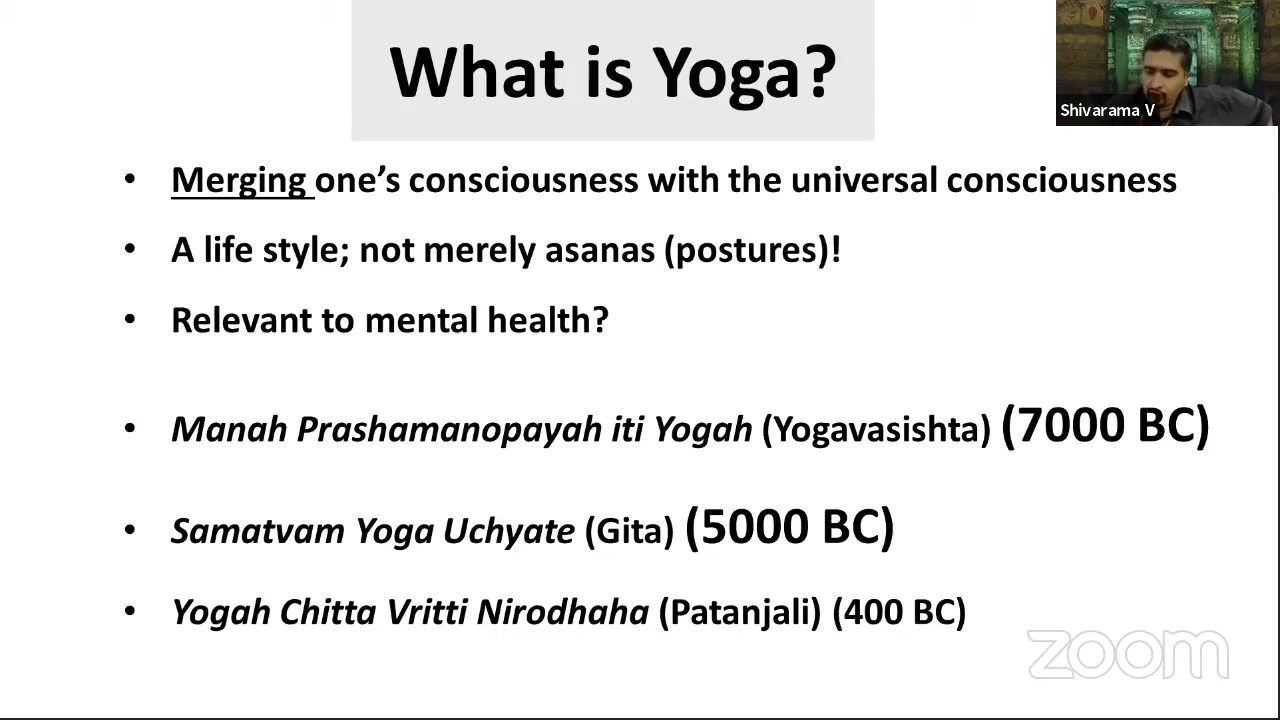 What is Yoga?
Shivarama V
• Merging one’s consciousness with the universal consciousness
• A life style; not merely asanas (postures)!
• Relevant to mental health?
• Manah Prashamanopayah iti Yogah (Yogavasishta) (7000 BC)
• Samatvam Yoga Uchyate (Gita) (5000 BC)
• Yogah Chitta Vritti Nirodhaha (Patanjali) (400 BC)
zoom